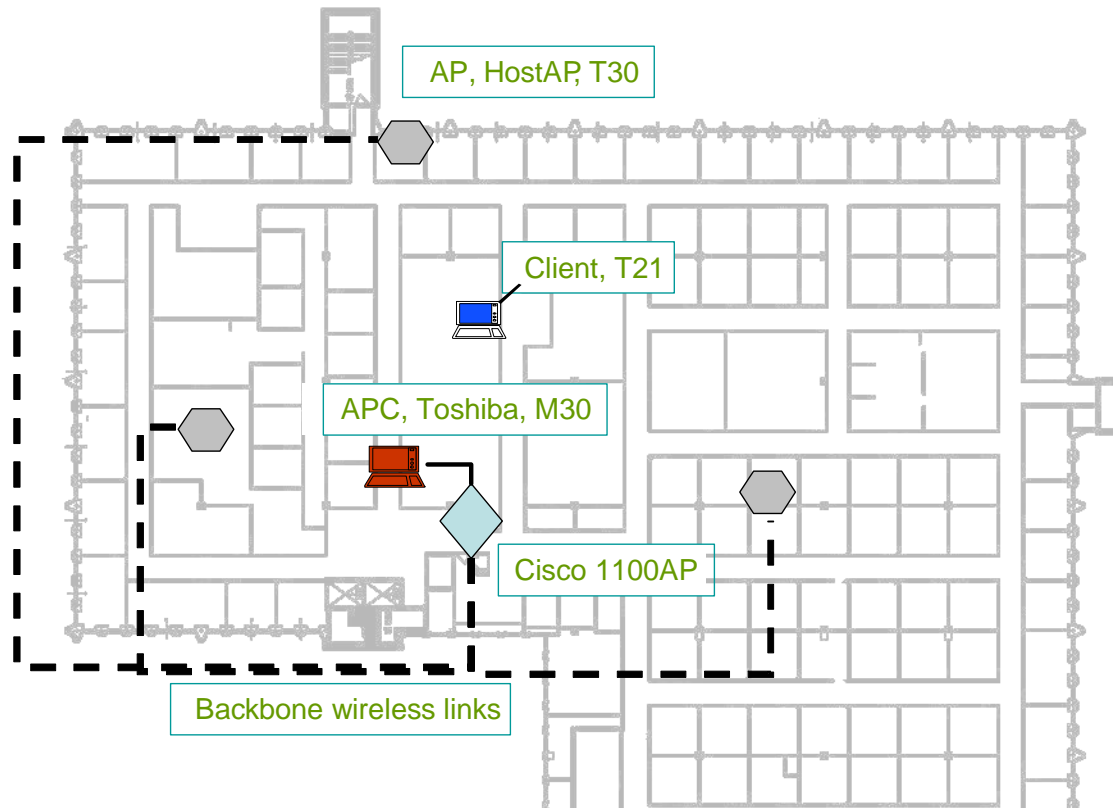 AP, HostAP, T30
Client, T21
APC, Toshiba, M30
Cisco 1100AP
Backbone wireless links